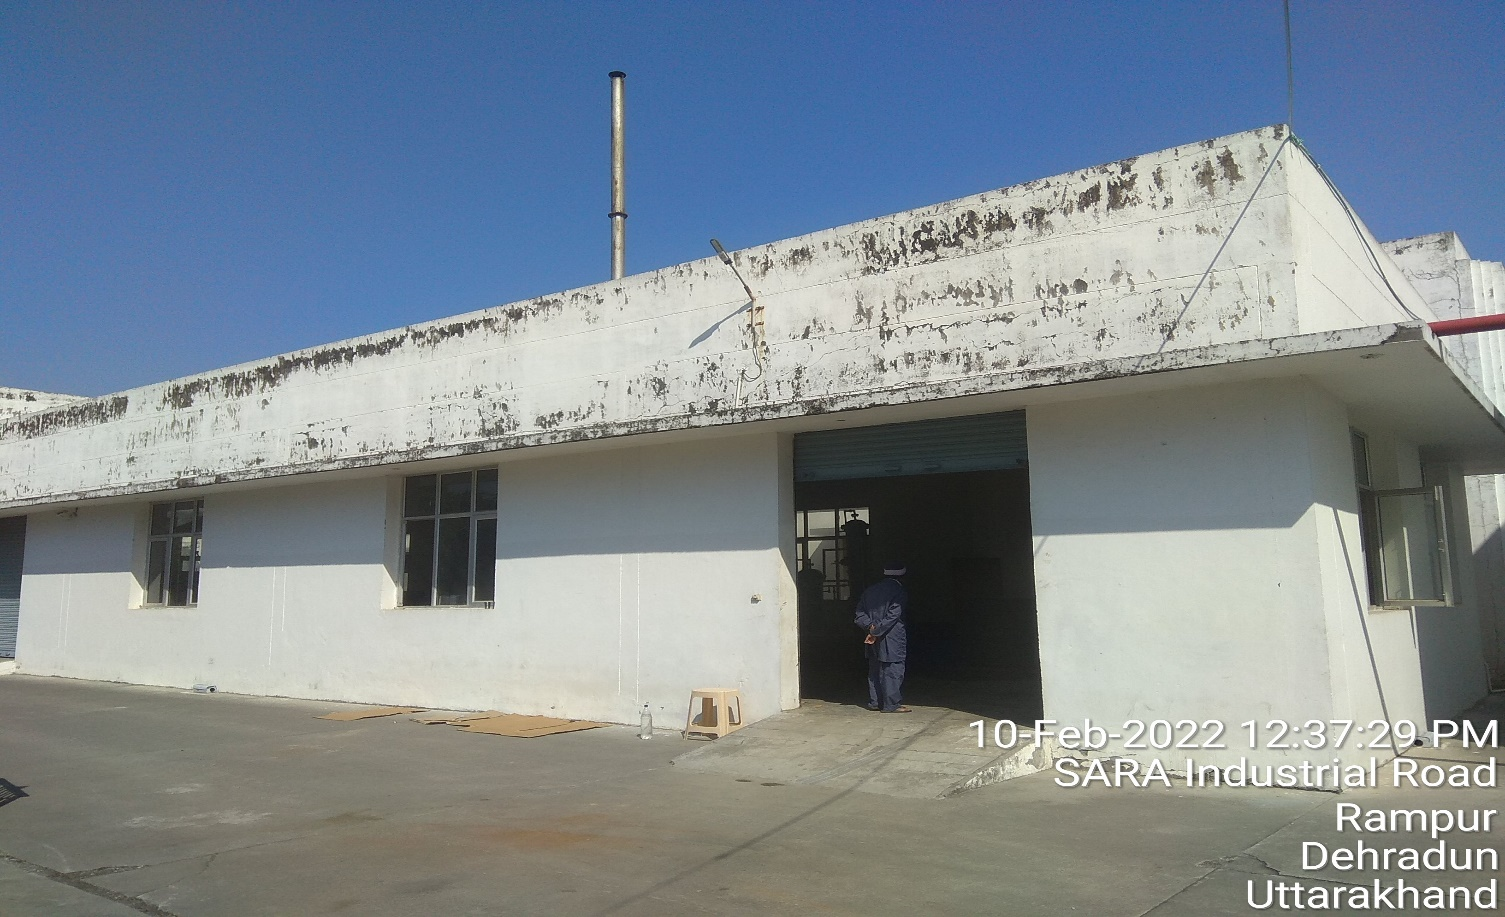 10-Feb-2022 12:37:29 PM
SARA Industrial Road
Rampur
Dehradun
Uttarakhand